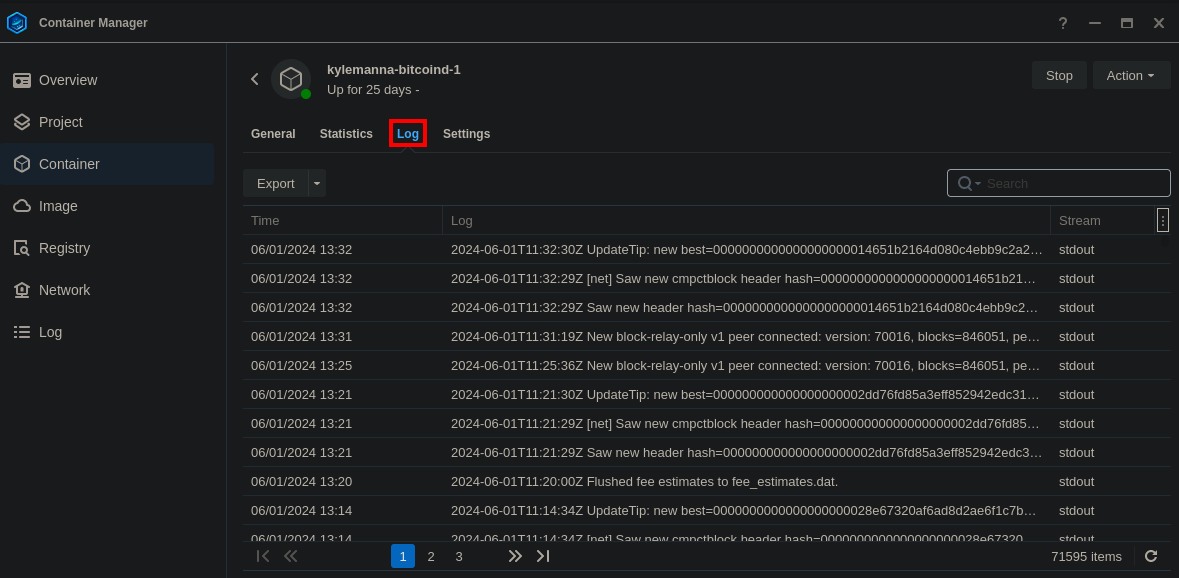 Container Manager
Overview
Project
Container
Image
Registry
Network
Log
kylemanna-bitcoind-1
Up for 25 days -
Stop
Action
General Statistics Log Settings
Export
Search
Time Log Stream
06/01/2024 13:32 2024-06-01T11:32:30Z UpdateTip: new best=0000000000000000000014651b2164d080c4ebb9c2a2… stdout
06/01/2024 13:32 2024-06-01T11:32:29Z [net] Saw new cmpctblock header hash=0000000000000000000014651b21… stdout
06/01/2024 13:32 2024-06-01T11:32:29Z Saw new header hash=0000000000000000000014651b2164d080c4ebb9c2… stdout
06/01/2024 13:31 2024-06-01T11:31:19Z New block-relay-only v1 peer connected: version: 70016, blocks=846051, pe… stdout
06/01/2024 13:25 2024-06-01T11:25:36Z New block-relay-only v1 peer connected: version: 70016, blocks=846051, pe… stdout
06/01/2024 13:21 2024-06-01T11:21:30Z UpdateTip: new best=000000000000000000002dd76fd85a3eff852942edc31… stdout
06/01/2024 13:21 2024-06-01T11:21:29Z [net] Saw new cmpctblock header hash=000000000000000000002dd76fd85… stdout
06/01/2024 13:21 2024-06-01T11:21:29Z Saw new header hash=000000000000000000002dd76fd85a3eff852942edc3… stdout
06/01/2024 13:20 2024-06-01T11:20:00Z Flushed fee estimates to fee_estimates.dat. stdout
06/01/2024 13:14 2024-06-01T11:14:34Z UpdateTip: new best=0000000000000000000028e67320af6ad8d2ae6f1c7b… stdout
06/01/2024 13:14 2024-06-01T11:14:34Z [net] Saw new cmpctblock header hash=0000000000000000000028e67320… stdout
1 2 3
71595 items